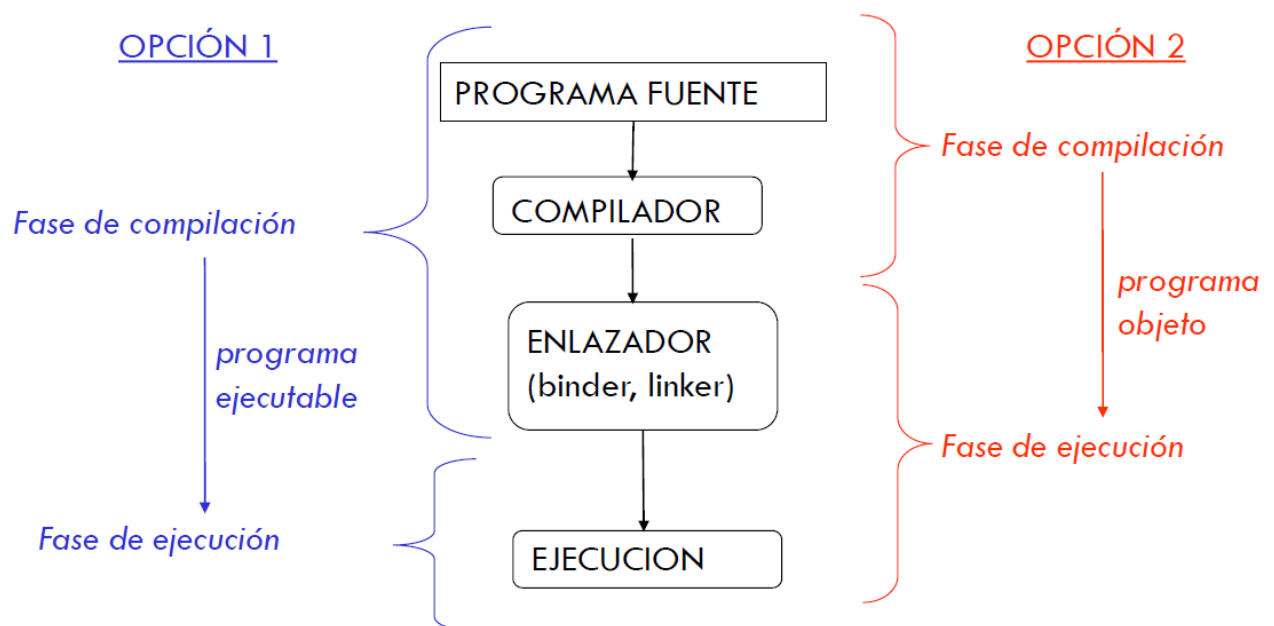 OPCIÓN 1
Fase de compilación
programa
ejecutable
Fase de ejecución
PROGRAMA FUENTE
COMPILADOR
ENLAZADOR
(binder, linker)
EJECUCION
OPCIÓN 2
Fase de compilación
programa
objeto
Fase de ejecución